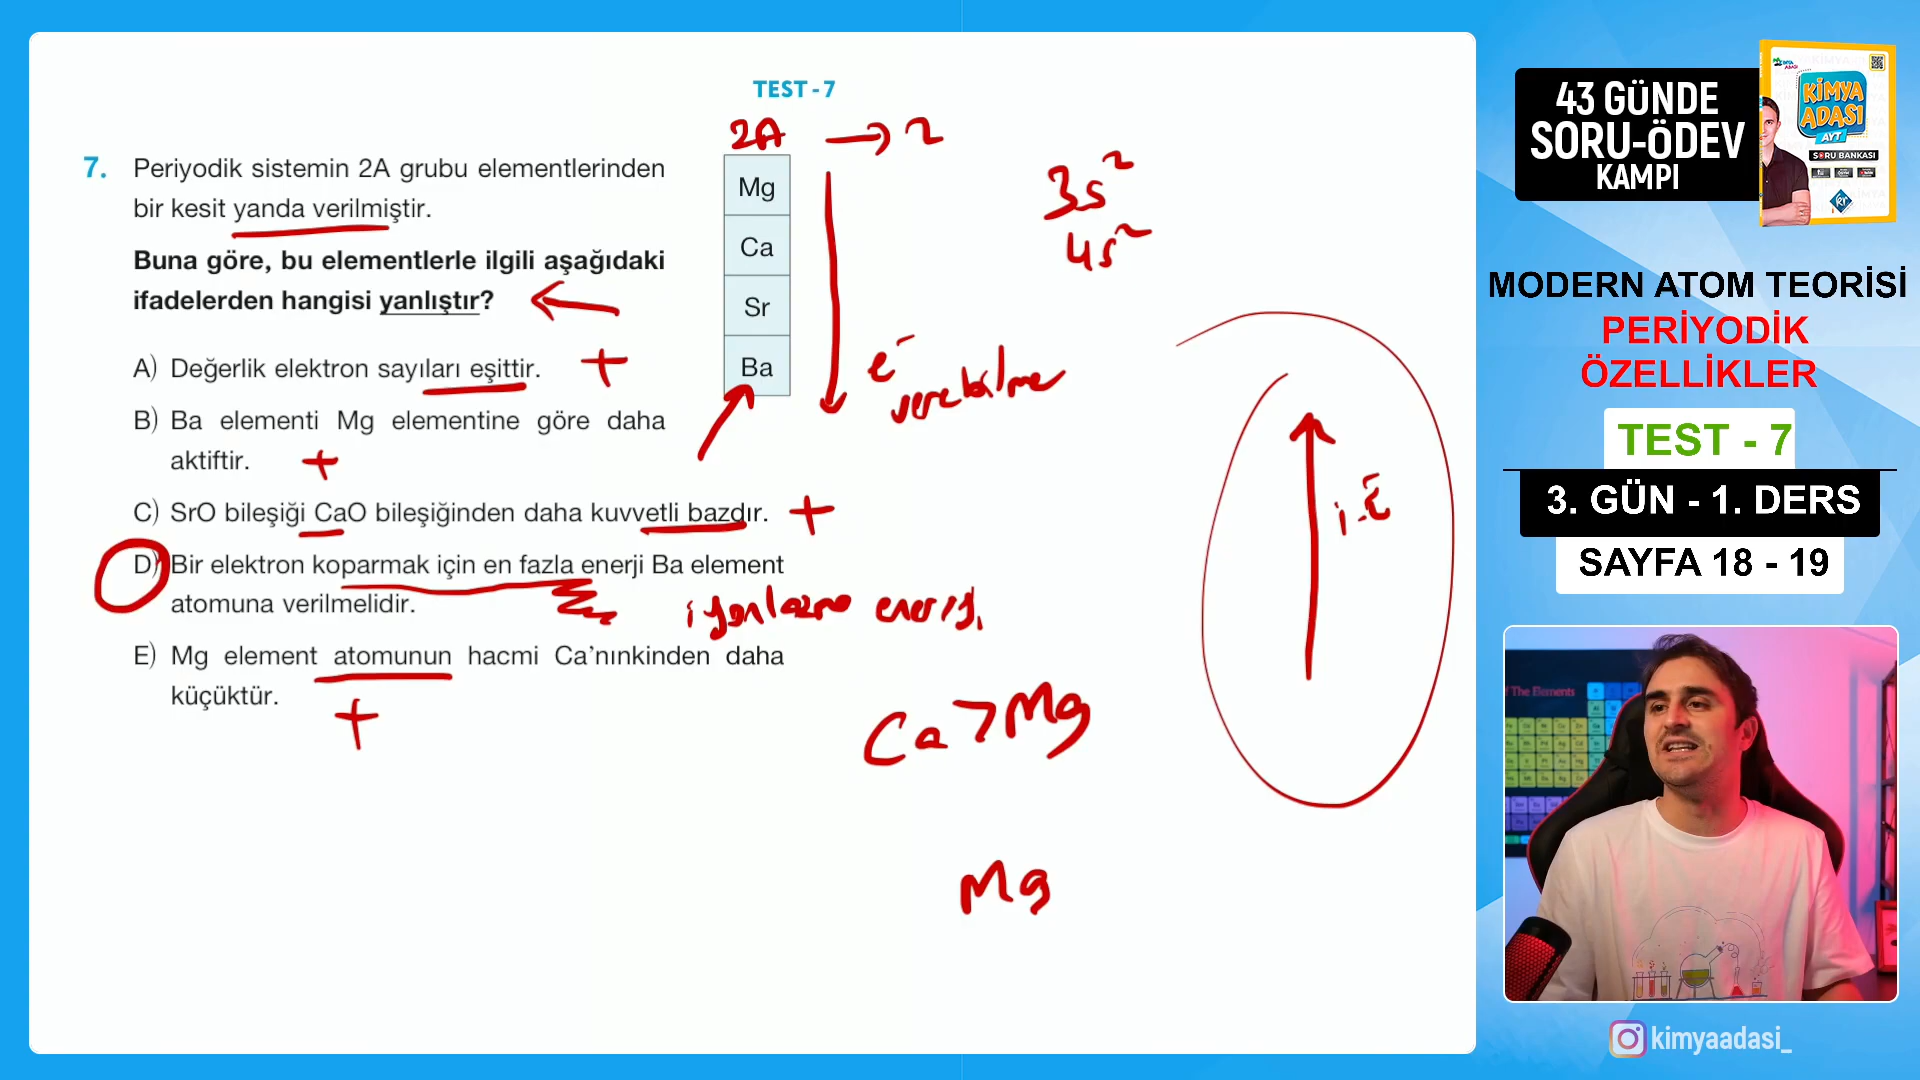 TEST - 7
2A → 2
7. Periyodik sistemin 2A grubu elementlerinden
bir kesit yanda verilmiştir.
Buna göre, bu elementlerle ilgili aşağıdaki
ifadelerden hangisi yanlıştır?
Mg
Ca
Sr
Ba
3s²
4s²
e⁻
verebilme
A) Değerlik elektron sayıları eşittir. +
B) Ba elementi Mg elementine göre daha
aktiftir. +
C) SrO bileşiği CaO bileşiğinden daha kuvvetli bazdır. +
D) Bir elektron koparmak için en fazla enerji Ba element
atomuna verilmelidir.
iyonlaşma enerjisi
E) Mg element atomunun hacmi Ca'nınkinden daha
küçüktür. +
Ca > Mg
Mg
i.E
43 GÜNDE
SORU-ÖDEV
KAMPI
KİMYA
ADASI
AYT
SORU BANKASI
kr
MODERN ATOM TEORİSİ
PERİYODİK
ÖZELLİKLER
TEST - 7
3. GÜN - 1. DERS
SAYFA 18 - 19
The Elements
kimyaadasi_